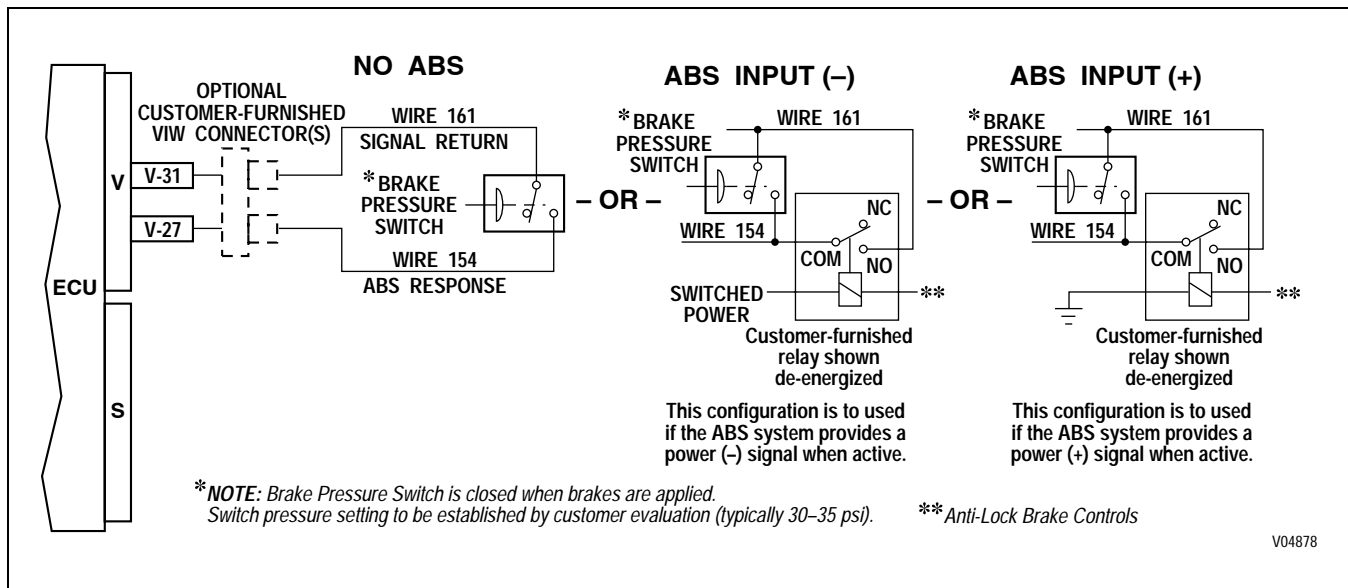 NO ABS
ABS INPUT (–)
ABS INPUT (+)
OPTIONAL
CUSTOMER-FURNISHED
VIW CONNECTOR(S)
WIRE 161
SIGNAL RETURN
* BRAKE
PRESSURE
SWITCH
WIRE 154
ABS RESPONSE
V
V-31
V-27
ECU
S
– OR –
* BRAKE
PRESSURE
SWITCH
WIRE 161
WIRE 154
NC
COM
NO
SWITCHED
POWER
**
Customer-furnished
relay shown
de-energized
This configuration is to used
if the ABS system provides a
power (–) signal when active.
– OR –
* BRAKE
PRESSURE
SWITCH
WIRE 161
WIRE 154
NC
COM
NO
**
Customer-furnished
relay shown
de-energized
This configuration is to used
if the ABS system provides a
power (+) signal when active.
* NOTE: Brake Pressure Switch is closed when brakes are applied.
Switch pressure setting to be established by customer evaluation (typically 30–35 psi).
** Anti-Lock Brake Controls
V04878